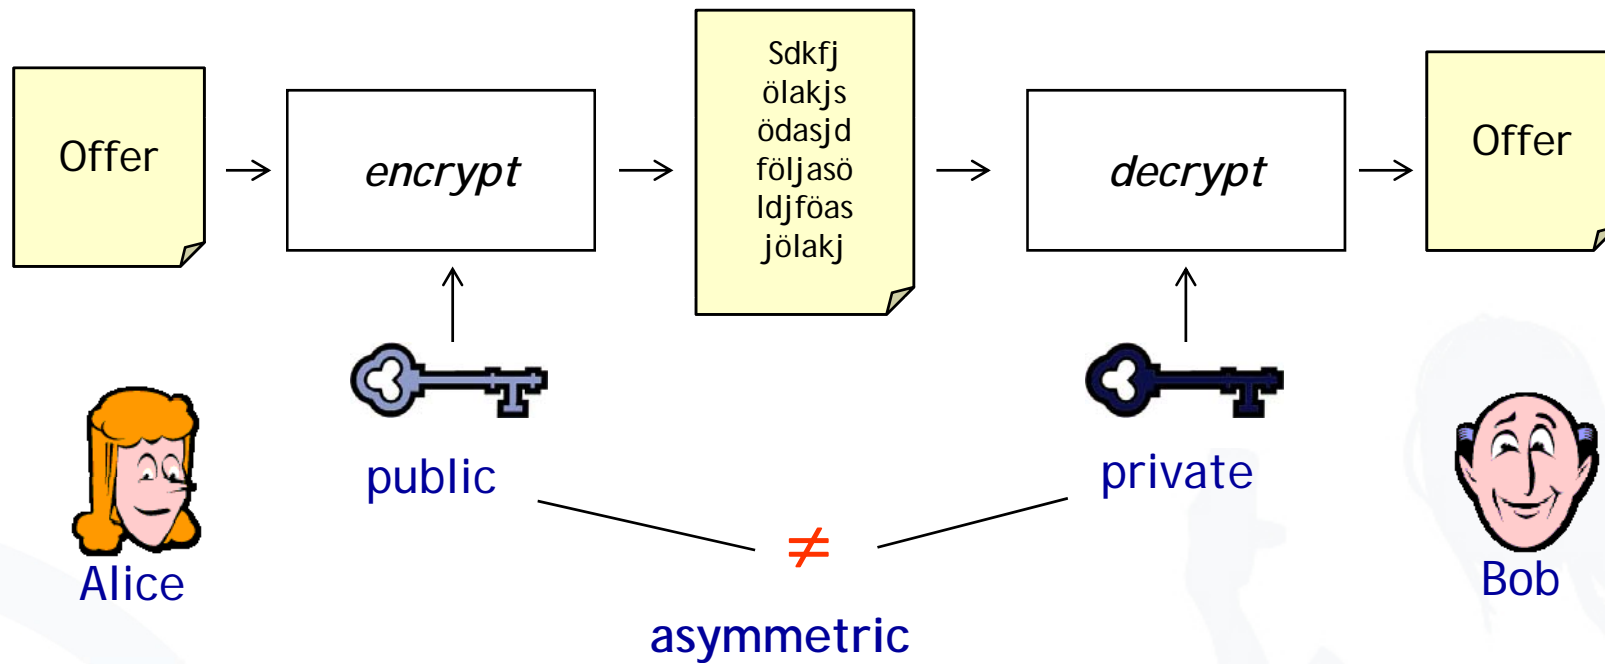 Offer
encrypt
Sdkfj
ölakjs
ödasjd
följasö
ldjföas
jölakj
decrypt
Offer
public
private
≠
Alice
Bob
asymmetric